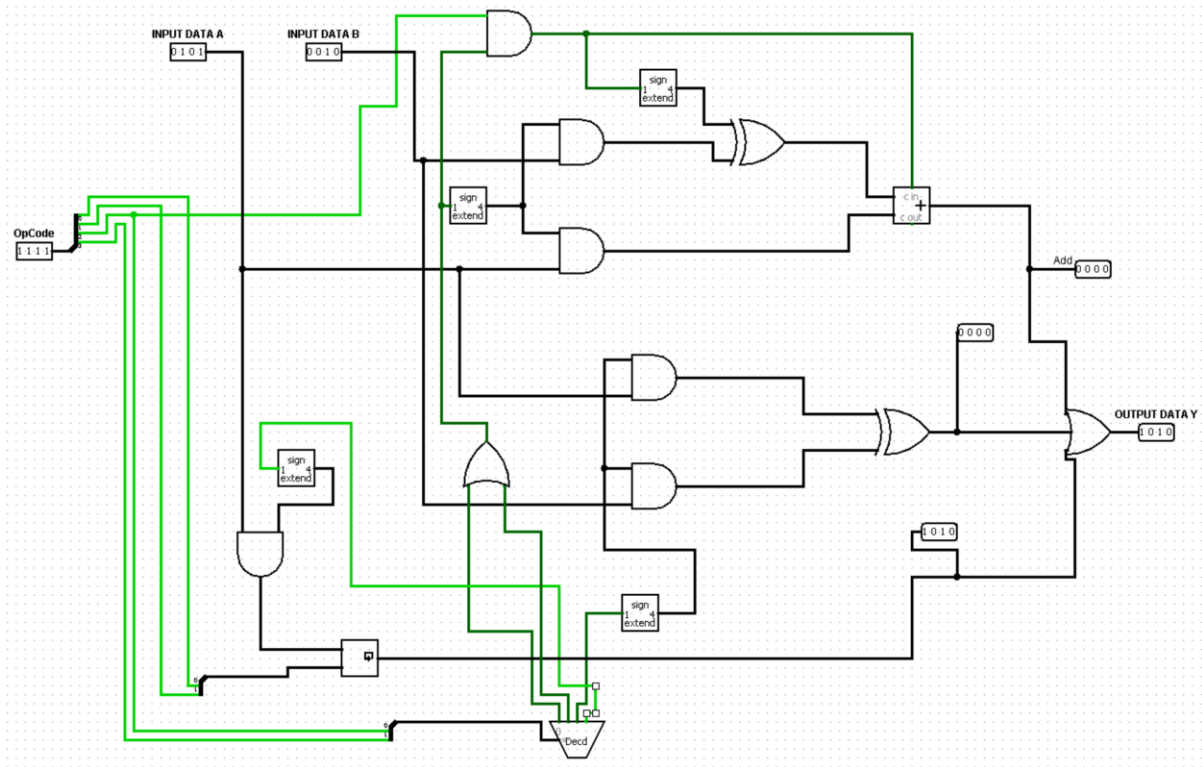 INPUT DATA A
0 1 0 1
INPUT DATA B
0 0 1 0
sign
1 4
extend
sign
1 4
extend
c in
+
c out
OpCode
1 1 1 1
Add
0 0 0 0
0 0 0 0
OUTPUT DATA Y
1 0 1 0
sign
1 4
extend
1 0 1 0
sign
1 4
extend
Decd